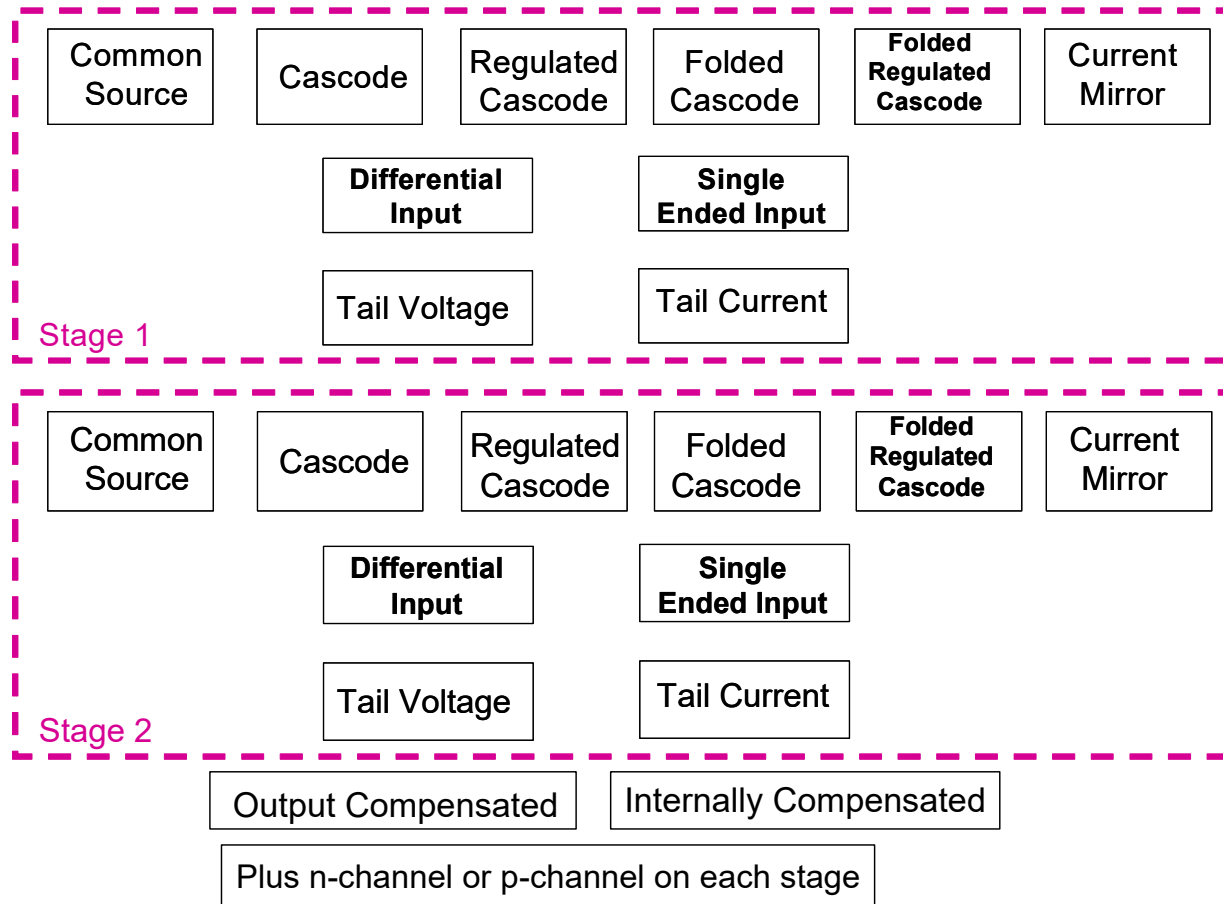 Common
Source
Cascode
Regulated
Cascode
Folded
Cascode
Folded
Regulated
Cascode
Current
Mirror
Differential
Input
Single
Ended Input
Tail Voltage
Tail Current
Stage 1
Common
Source
Cascode
Regulated
Cascode
Folded
Cascode
Folded
Regulated
Cascode
Current
Mirror
Differential
Input
Single
Ended Input
Tail Voltage
Tail Current
Stage 2
Output Compensated
Internally Compensated
Plus n-channel or p-channel on each stage